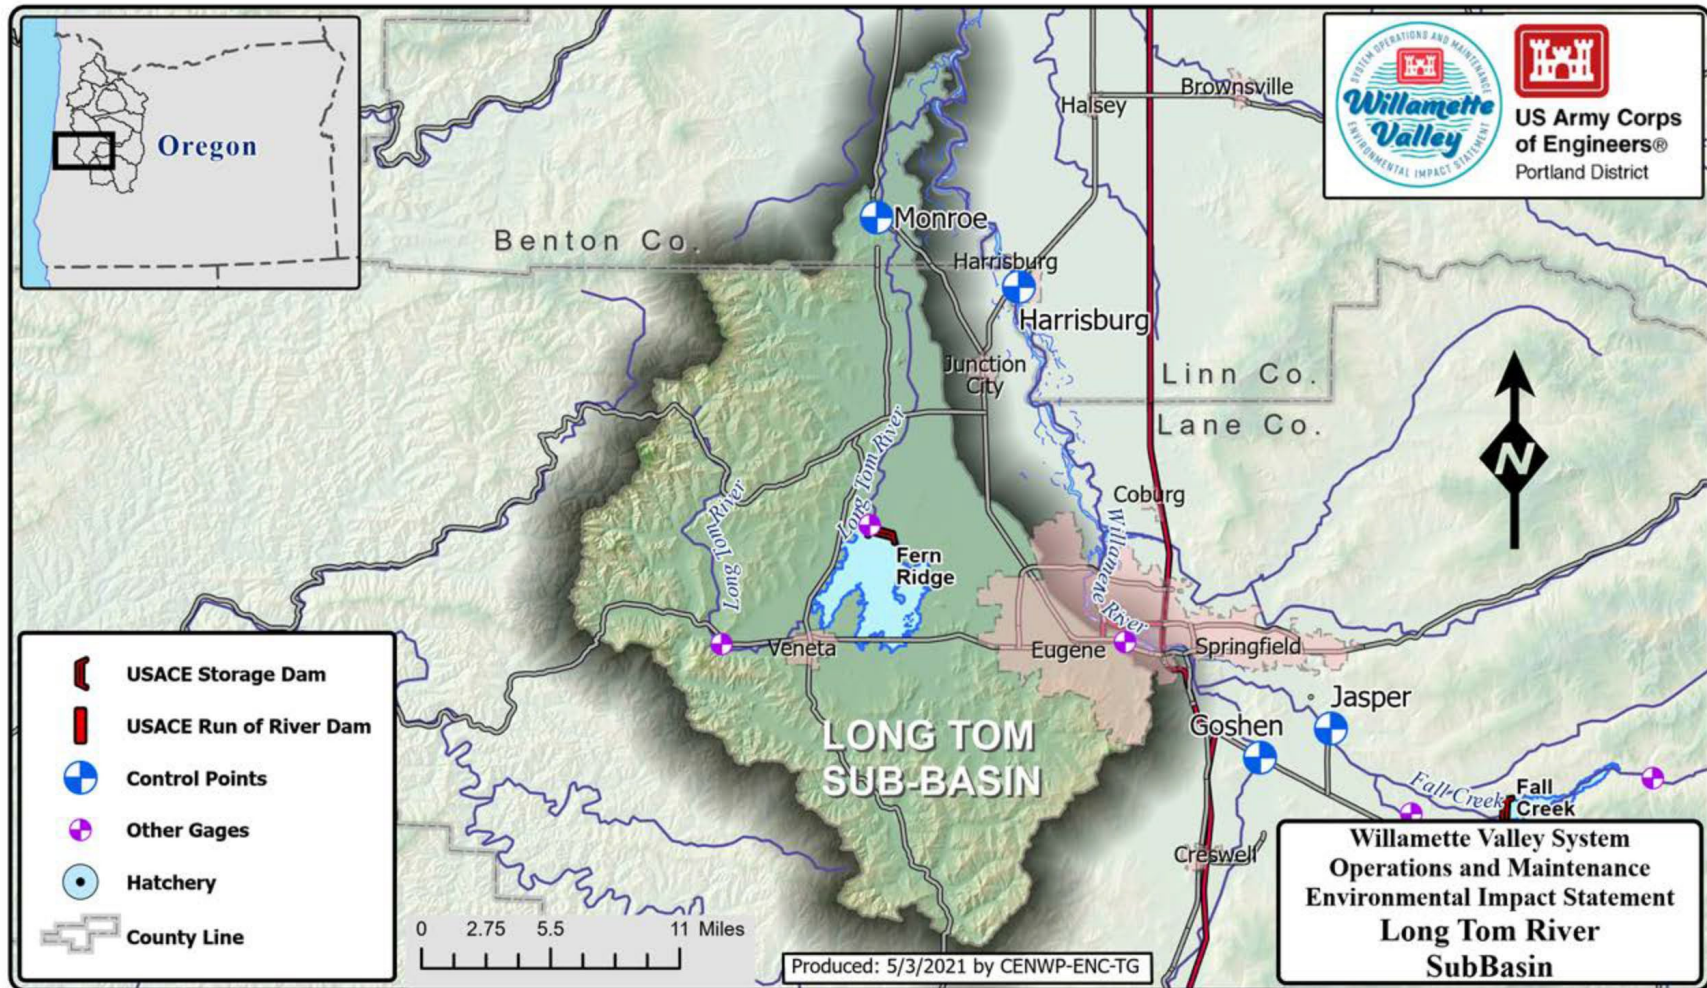 Oregon
SYSTEM OPERATIONS AND MAINTENANCE
Willamette
Valley
ENVIRONMENTAL IMPACT STATEMENT
US Army Corps
of Engineers®
Portland District
Brownsville
Halsey
Monroe
Benton Co.
Harrisburg
Harrisburg
Junction
City
Linn Co.
Lane Co.
N
Long Tom River
Long Tom River
Coburg
Willamette River
Fern
Ridge
Veneta
Eugene
Springfield
Jasper
Goshen
LONG TOM
SUB-BASIN
Fall Creek
Fall
Creek
Creswell
USACE Storage Dam
USACE Run of River Dam
Control Points
Other Gages
Hatchery
County Line
0 2.75 5.5 11 Miles
Produced: 5/3/2021 by CENWP-ENC-TG
Willamette Valley System
Operations and Maintenance
Environmental Impact Statement
Long Tom River
SubBasin